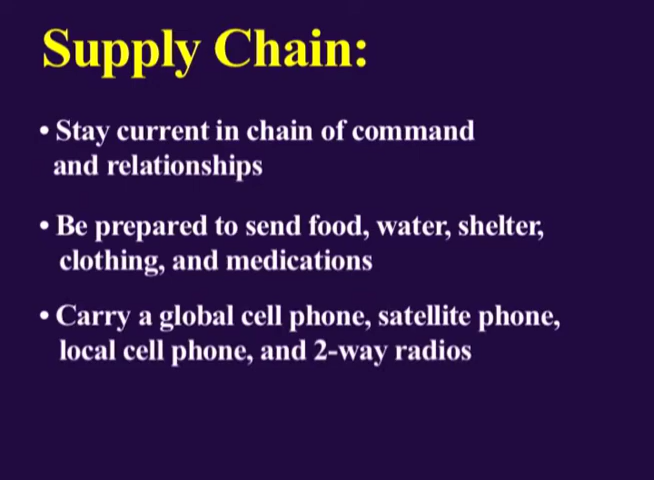 Supply Chain:
• Stay current in chain of command
and relationships
• Be prepared to send food, water, shelter,
clothing, and medications
• Carry a global cell phone, satellite phone,
local cell phone, and 2-way radios